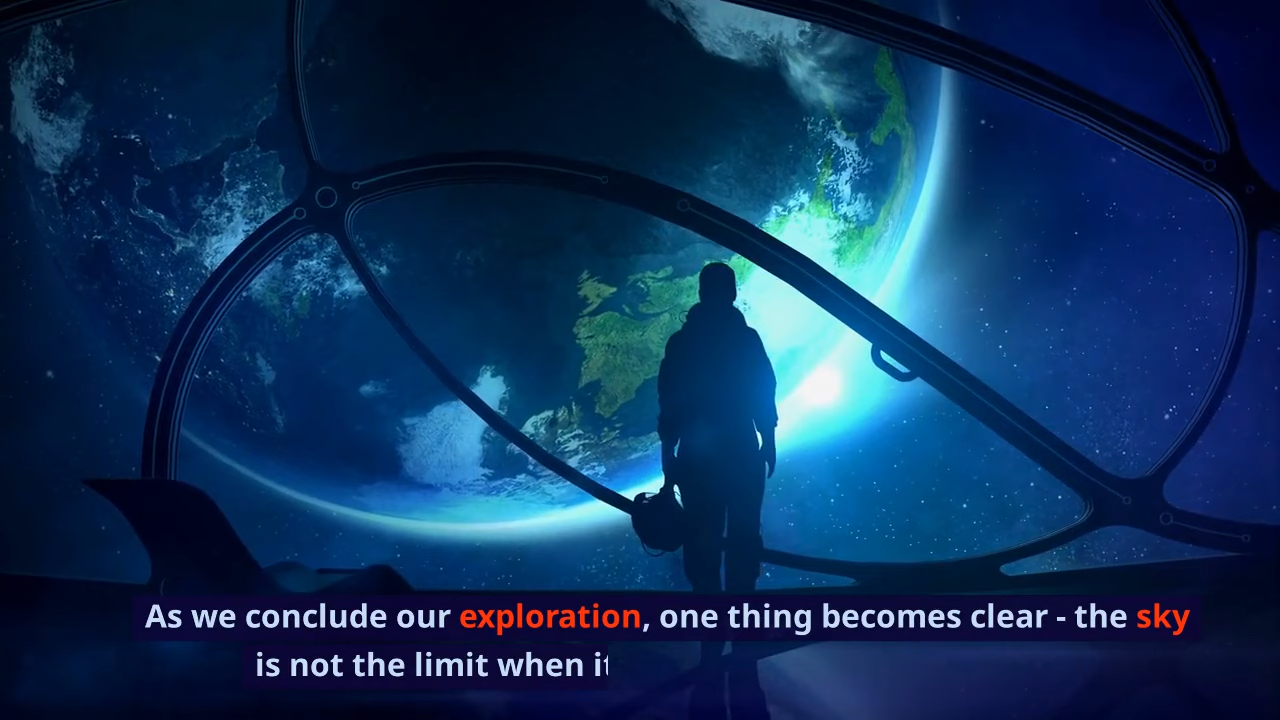 As we conclude our exploration, one thing becomes clear - the sky
is not the limit when it